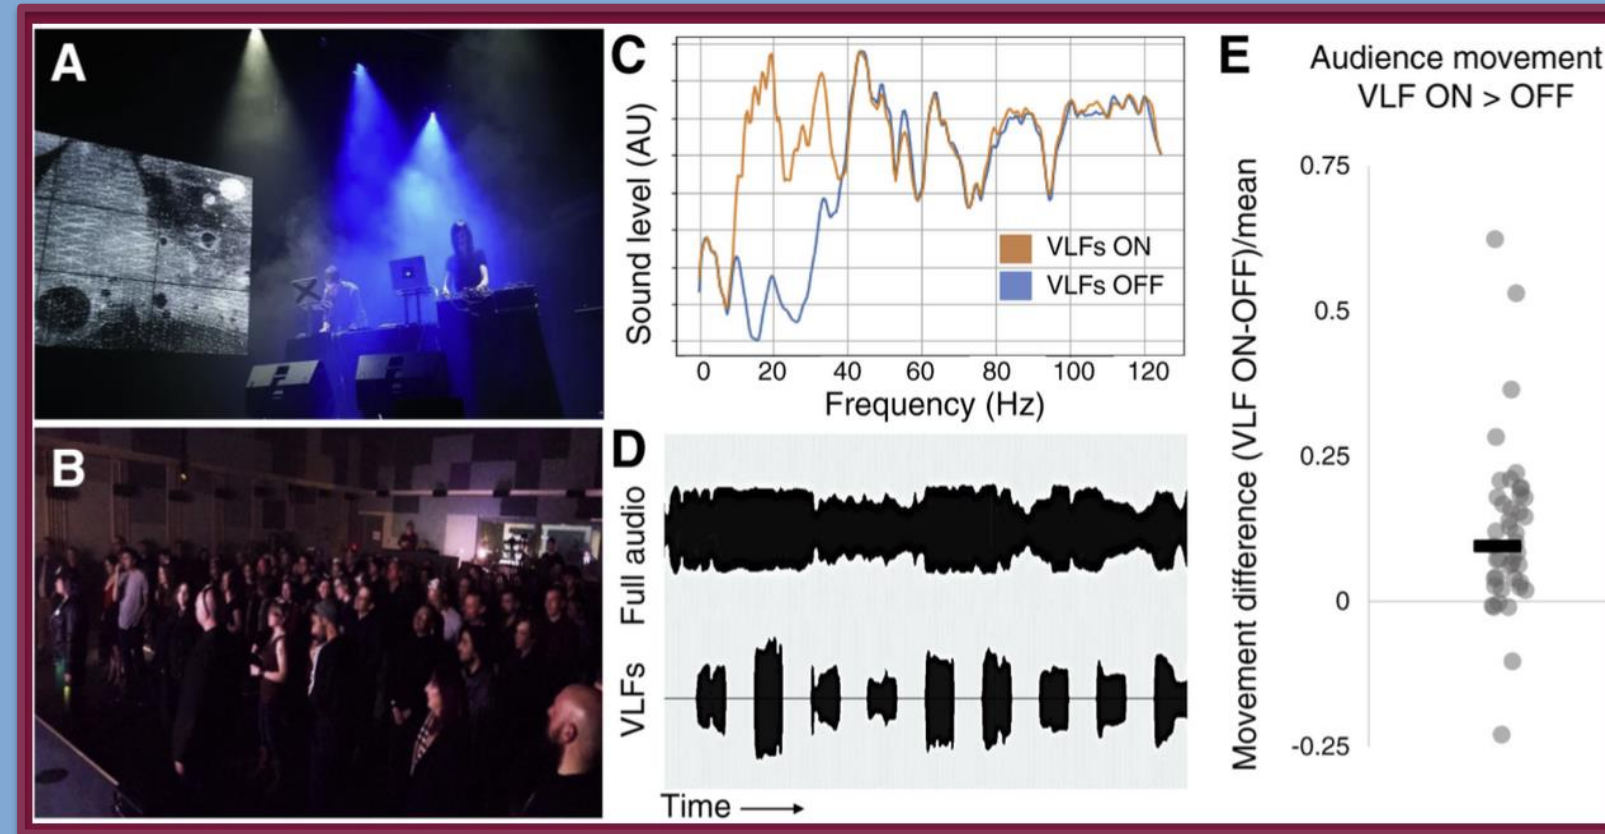 A
B
C
Sound level (AU)
VLFs ON
VLFs OFF
0 20 40 60 80 100 120
Frequency (Hz)
D
Full audio
VLFs
Time
E
Audience movement
VLF ON > OFF
Movement difference (VLF ON-OFF)/mean
0.75
0.5
0.25
0
-0.25